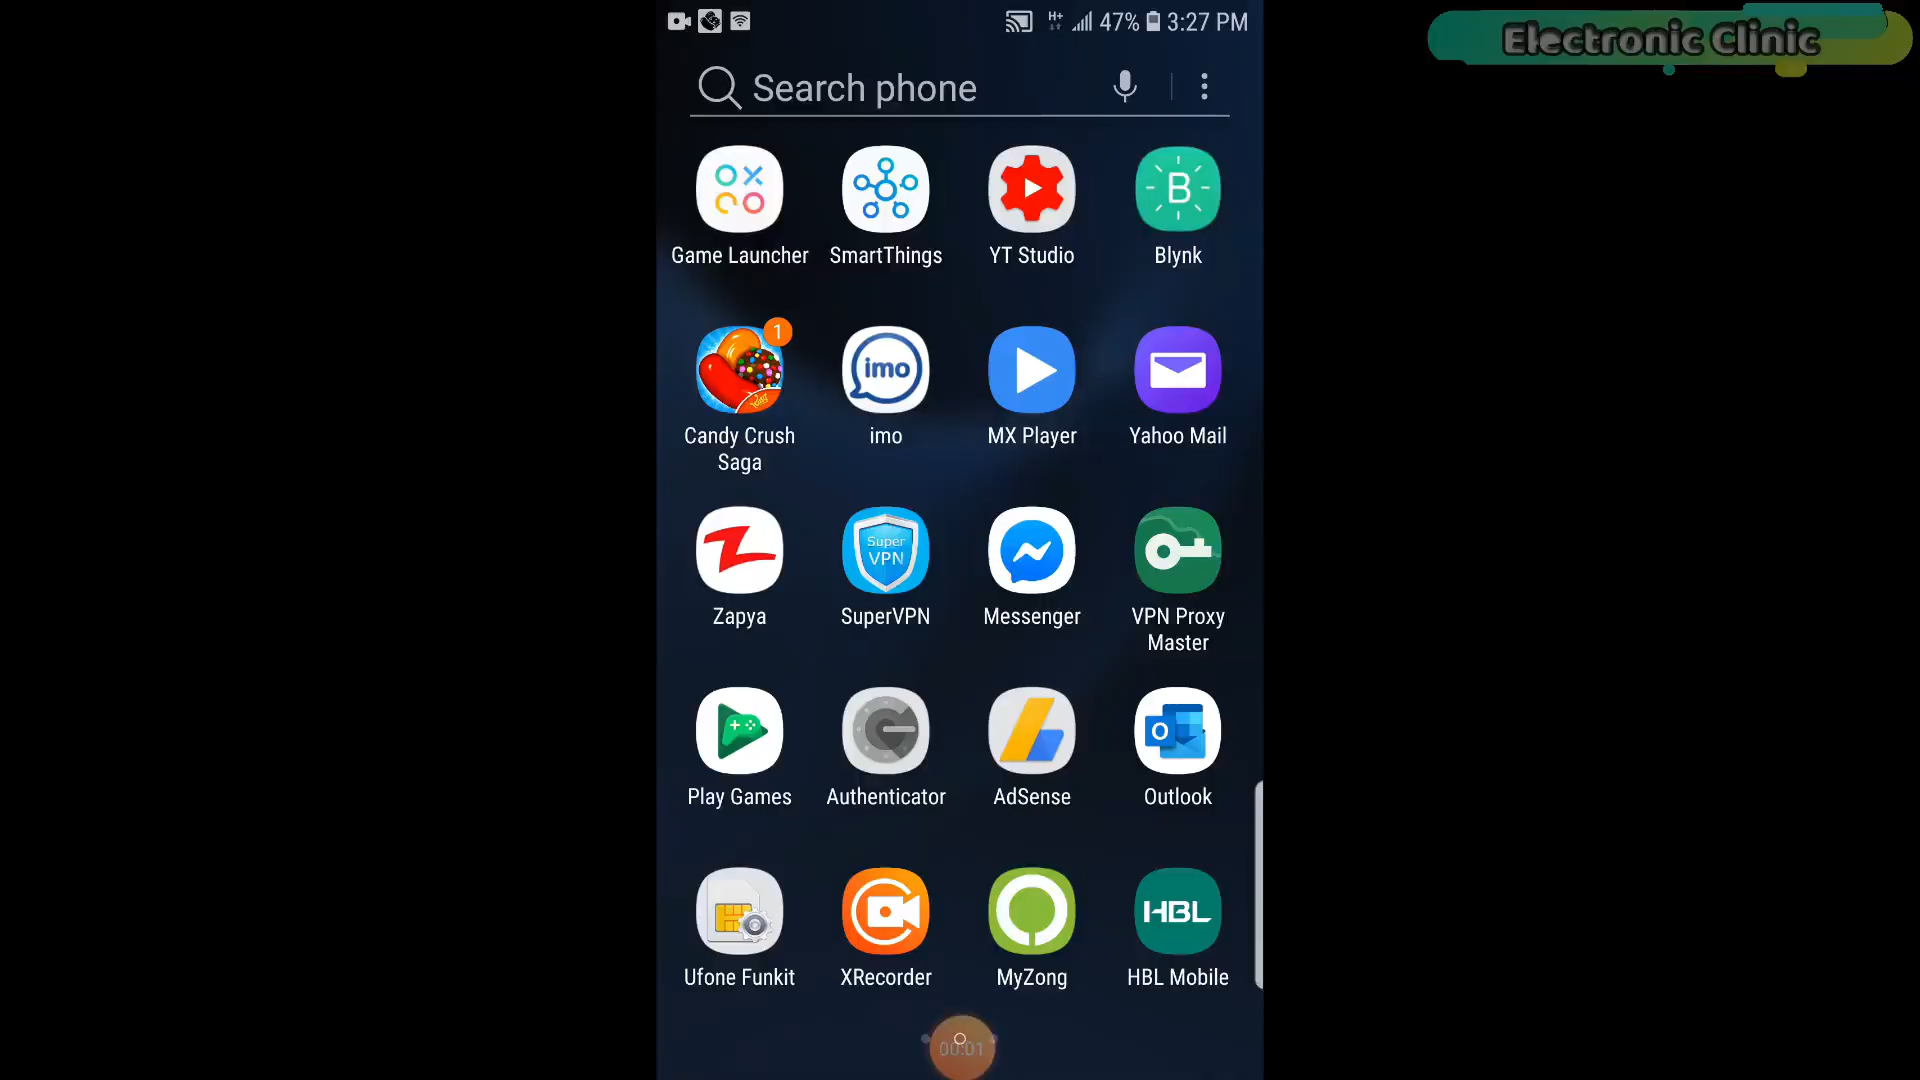 47% 3:27 PM
Electronic Clinic
Search phone
Game Launcher SmartThings YT Studio Blynk
1
imo
Candy Crush Saga imo MX Player Yahoo Mail
Super VPN
Zapya SuperVPN Messenger VPN Proxy Master
Play Games Authenticator AdSense Outlook
HBL
Ufone Funkit XRecorder MyZong HBL Mobile
00:01